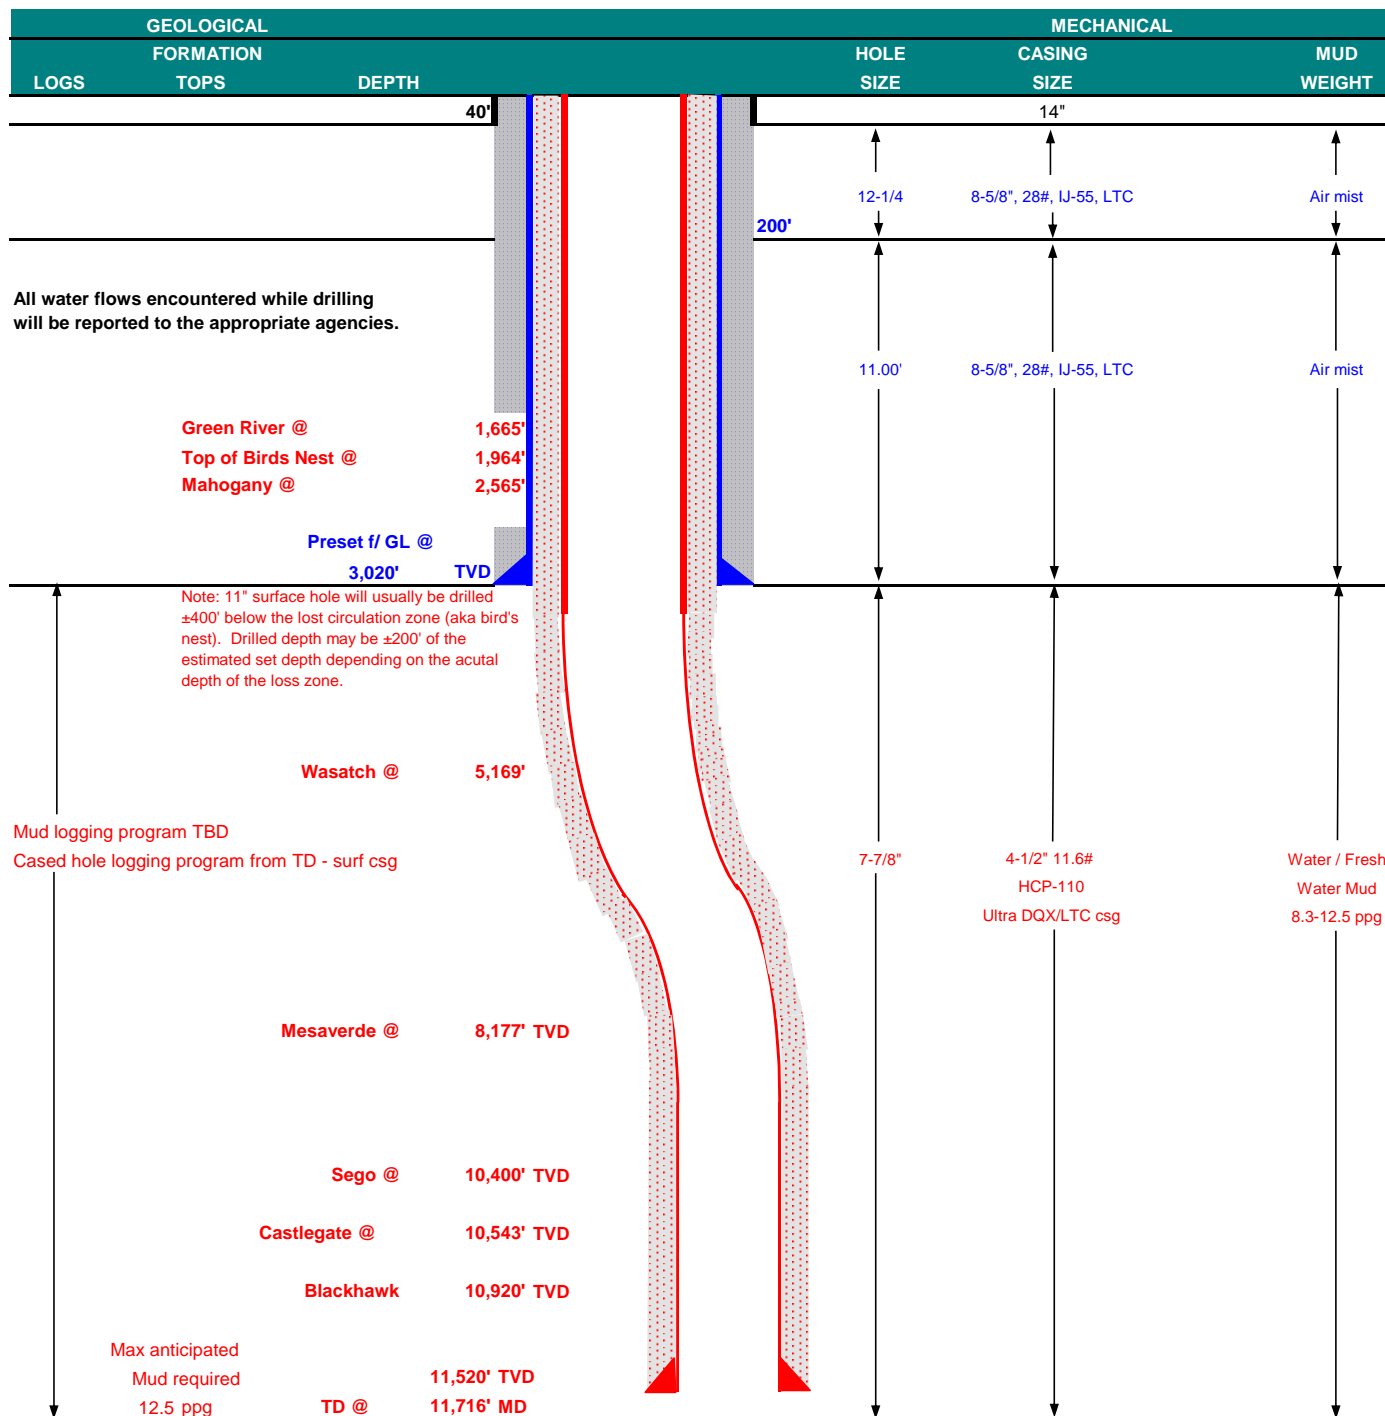 GEOLOGICAL MECHANICAL
FORMATION HOLE CASING MUD
LOGS TOPS DEPTH SIZE SIZE WEIGHT
40' 14"
12-1/4 8-5/8", 28#, IJ-55, LTC Air mist
200'
All water flows encountered while drilling
will be reported to the appropriate agencies.
11.00' 8-5/8", 28#, IJ-55, LTC Air mist
Green River @ 1,665'
Top of Birds Nest @ 1,964'
Mahogany @ 2,565'
Preset f/ GL @
3,020' TVD
Note: 11" surface hole will usually be drilled
±400' below the lost circulation zone (aka bird's
nest). Drilled depth may be ±200' of the
estimated set depth depending on the acutal
depth of the loss zone.
Wasatch @ 5,169'
Mud logging program TBD
Cased hole logging program from TD - surf csg
7-7/8" 4-1/2" 11.6# Water / Fresh
HCP-110 Water Mud
Ultra DQX/LTC csg 8.3-12.5 ppg
Mesaverde @ 8,177' TVD
Sego @ 10,400' TVD
Castlegate @ 10,543' TVD
Blackhawk 10,920' TVD
Max anticipated
Mud required 11,520' TVD
12.5 ppg TD @ 11,716' MD